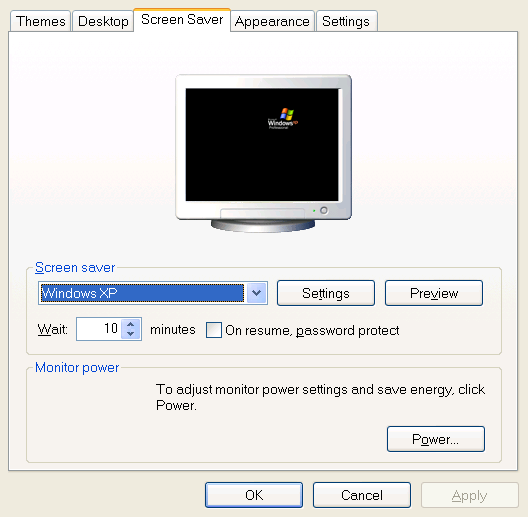 Themes Desktop Screen Saver Appearance Settings
Windows xp
Professional
Screen saver
Windows XP Settings Preview
Wait: 10 minutes On resume, password protect
Monitor power
To adjust monitor power settings and save energy, click
Power.
Power...
OK Cancel Apply